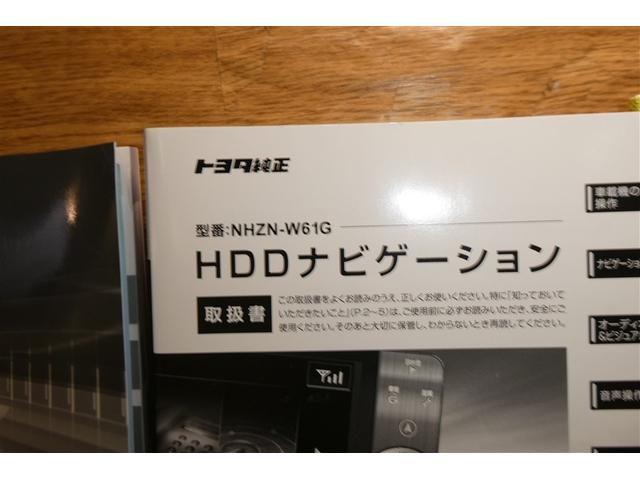 トヨタ純正
型番:NHZN-W61G
HDDナビゲーション
取扱書
この取扱書をよくお読みのうえ、正しくお使いください。特に「知っておいて
いただきたいこと」(P.2～5)は、ご使用前に必ずお読みいただき、安全にご
使用ください。そのあと大切に保管し、わからないとき再読してください。
車載機の
操作
ナビゲーショ
オーディ
&ビジュア
音声操作